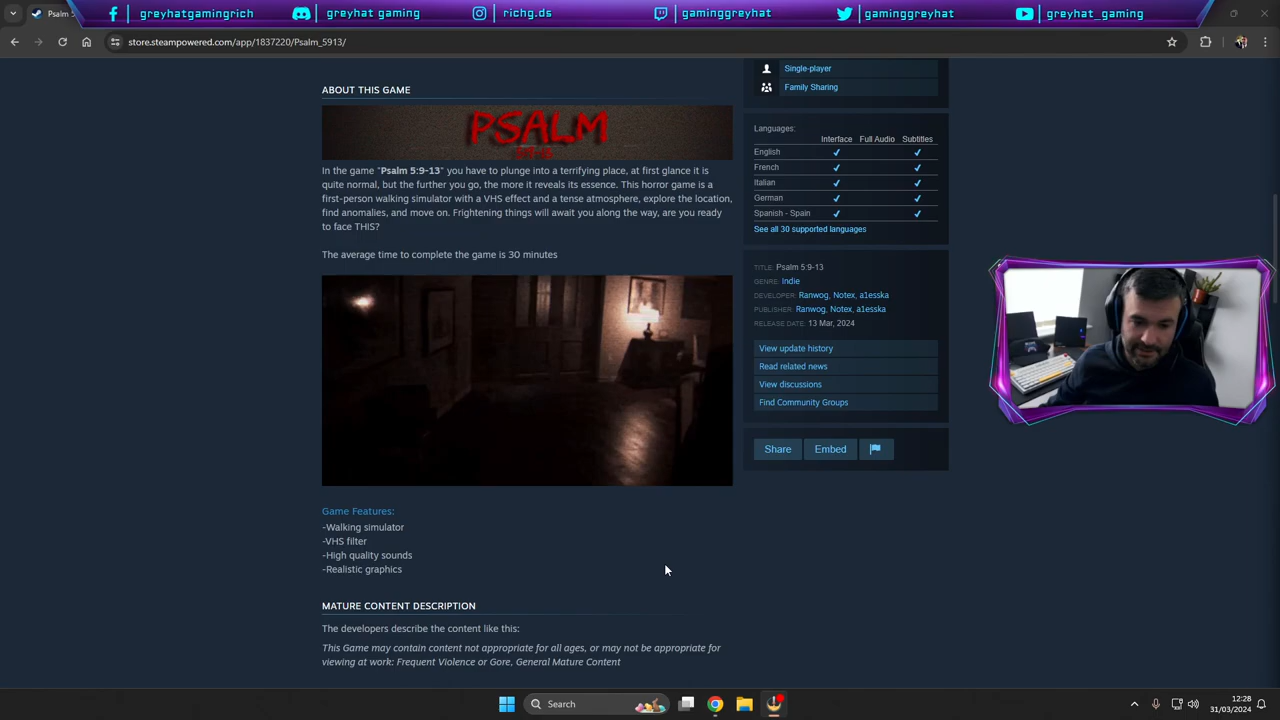 greyhatgamingrich
greyhat gaming
richg.ds
gaminggreyhat
gaminggreyhat
greyhat_gaming
store.steampowered.com/app/1837220/Psalm_5913/
ABOUT THIS GAME
PSALM
5:9-13
In the game "Psalm 5:9-13" you have to plunge into a terrifying place, at first glance it is
quite normal, but the further you go, the more it reveals its essence. This horror game is a
first-person walking simulator with a VHS effect and a tense atmosphere, explore the location,
find anomalies, and move on. Frightening things will await you along the way, are you ready
to face THIS?
The average time to complete the game is 30 minutes
Game Features:
-Walking simulator
-VHS filter
-High quality sounds
-Realistic graphics
MATURE CONTENT DESCRIPTION
The developers describe the content like this:
This Game may contain content not appropriate for all ages, or may not be appropriate for
viewing at work: Frequent Violence or Gore, General Mature Content
Single-player
Family Sharing
Languages:
Interface Full Audio Subtitles
English ✔ ✔
French ✔ ✔
Italian ✔ ✔
German ✔ ✔
Spanish - Spain ✔ ✔
See all 30 supported languages
TITLE: Psalm 5:9-13
GENRE: Indie
DEVELOPER: Ranwog, Notex, a1esska
PUBLISHER: Ranwog, Notex, a1esska
RELEASE DATE: 13 Mar, 2024
View update history
Read related news
View discussions
Find Community Groups
Share Embed
Search
12:28
31/03/2024